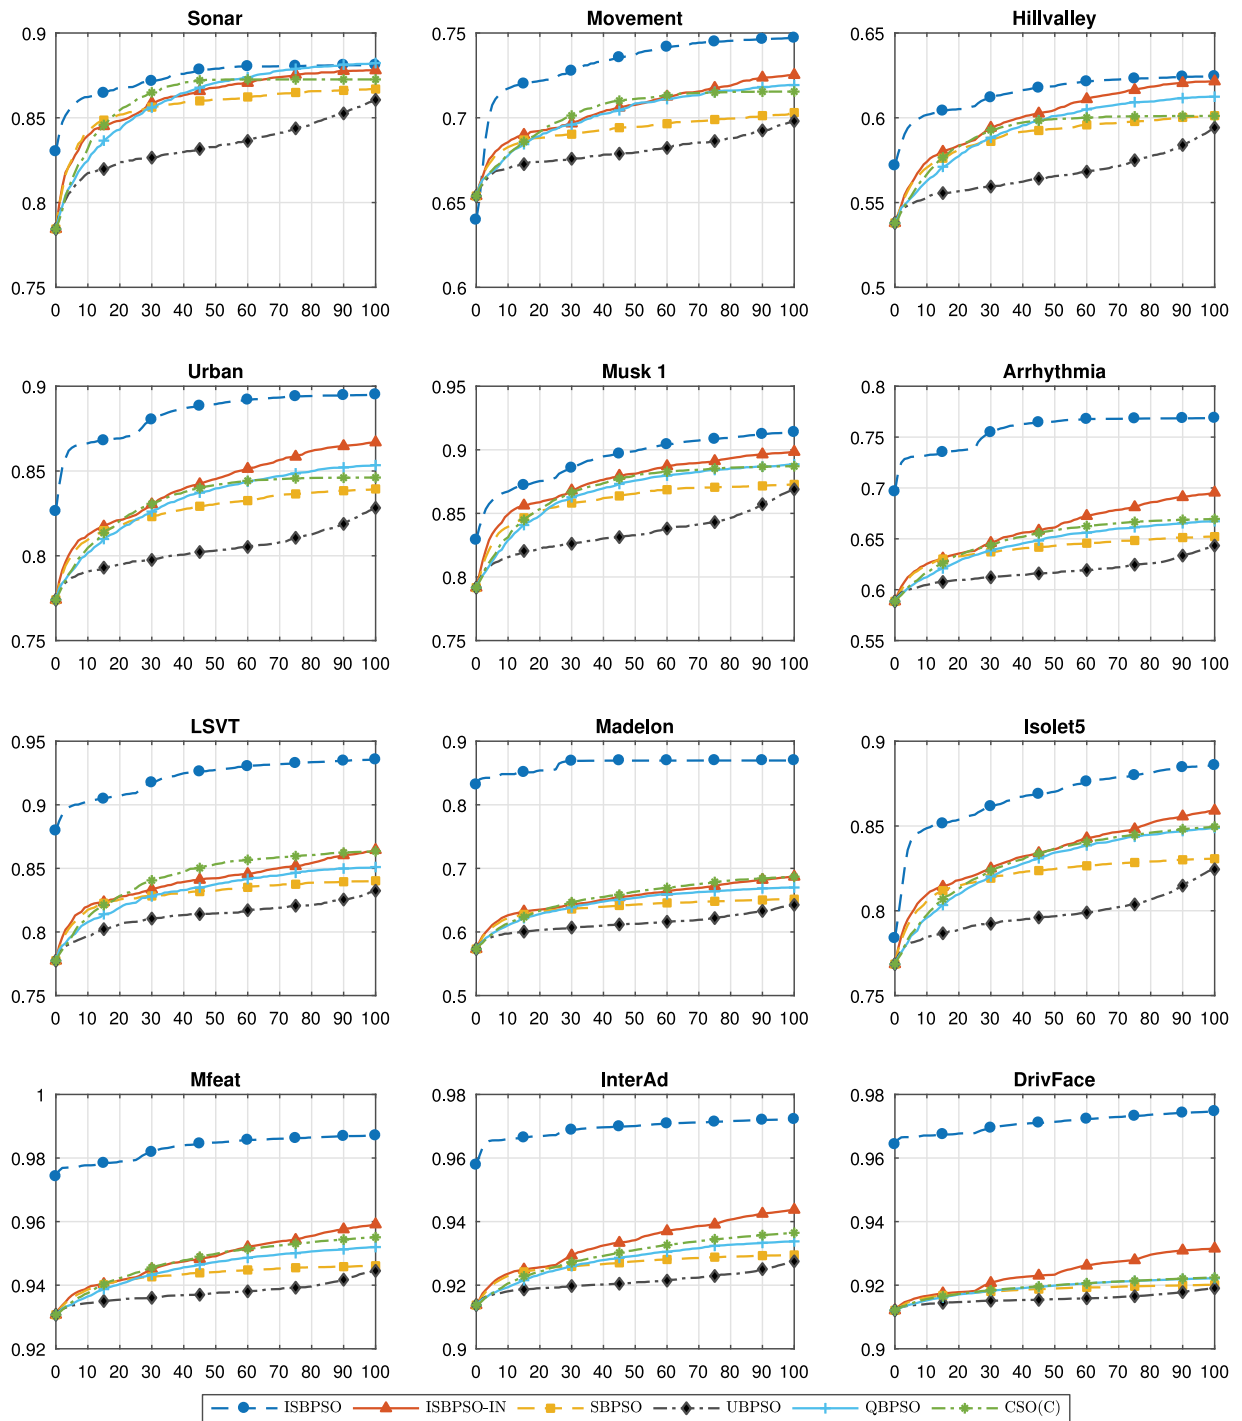 Sonar Movement Hillvalley
0.9 0.75 0.65
0.85 0.7 0.6
0.8 0.65 0.55
0.75 0.6 0.5
0 10 20 30 40 50 60 70 80 90 100 0 10 20 30 40 50 60 70 80 90 100 0 10 20 30 40 50 60 70 80 90 100
Urban Musk 1 Arrhythmia
0.9 0.95 0.8
0.75
0.85 0.9 0.7
0.85 0.65
0.8 0.8 0.6
0.75 0.75 0.55
0 10 20 30 40 50 60 70 80 90 100 0 10 20 30 40 50 60 70 80 90 100 0 10 20 30 40 50 60 70 80 90 100
LSVT Madelon Isolet5
0.95 0.9 0.9
0.9 0.8 0.85
0.85 0.7
0.8 0.6 0.8
0.75 0.5 0.75
0 10 20 30 40 50 60 70 80 90 100 0 10 20 30 40 50 60 70 80 90 100 0 10 20 30 40 50 60 70 80 90 100
Mfeat InterAd DrivFace
1 0.98 0.98
0.98 0.96 0.96
0.96 0.94 0.94
0.94 0.92 0.92
0.92 0.9 0.9
0 10 20 30 40 50 60 70 80 90 100 0 10 20 30 40 50 60 70 80 90 100 0 10 20 30 40 50 60 70 80 90 100
ISBPSO ISBPSO-IN SBPSO UBPSO QBPSO CSO(C)